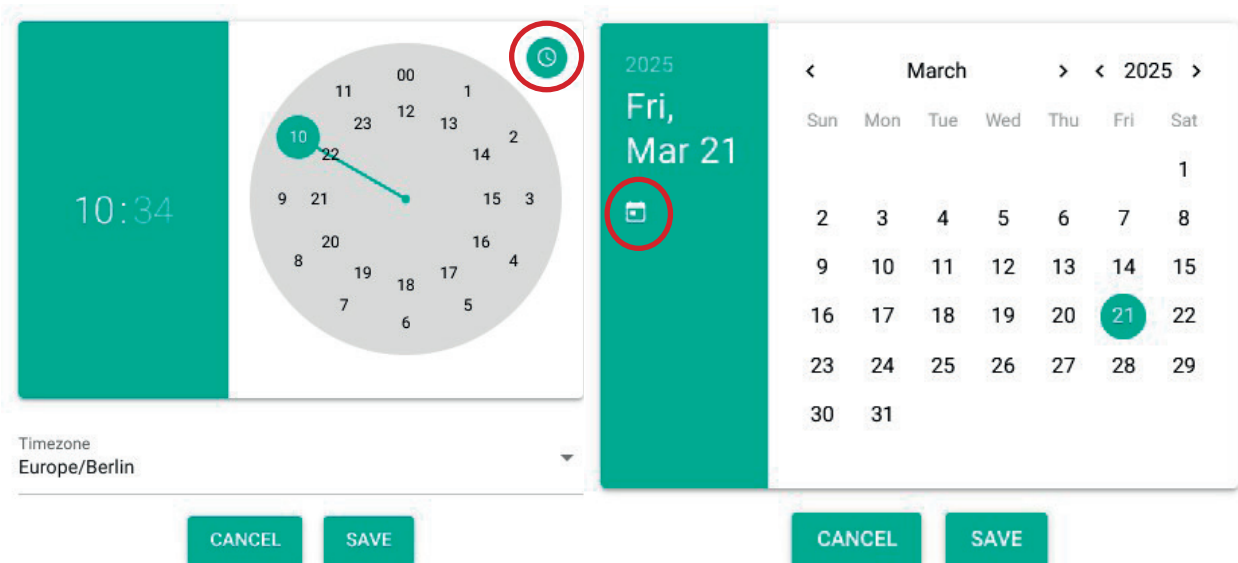 10:34
00
11 1
12
23 13
10 2
22 14
9 21 15 3
20 16
8 4
19 17
18
7 5
6
Timezone
Europe/Berlin
CANCEL SAVE
2025
Fri,
Mar 21
‹ March › ‹ 2025 ›
Sun Mon Tue Wed Thu Fri Sat
1
2 3 4 5 6 7 8
9 10 11 12 13 14 15
16 17 18 19 20 21 22
23 24 25 26 27 28 29
30 31
CANCEL SAVE